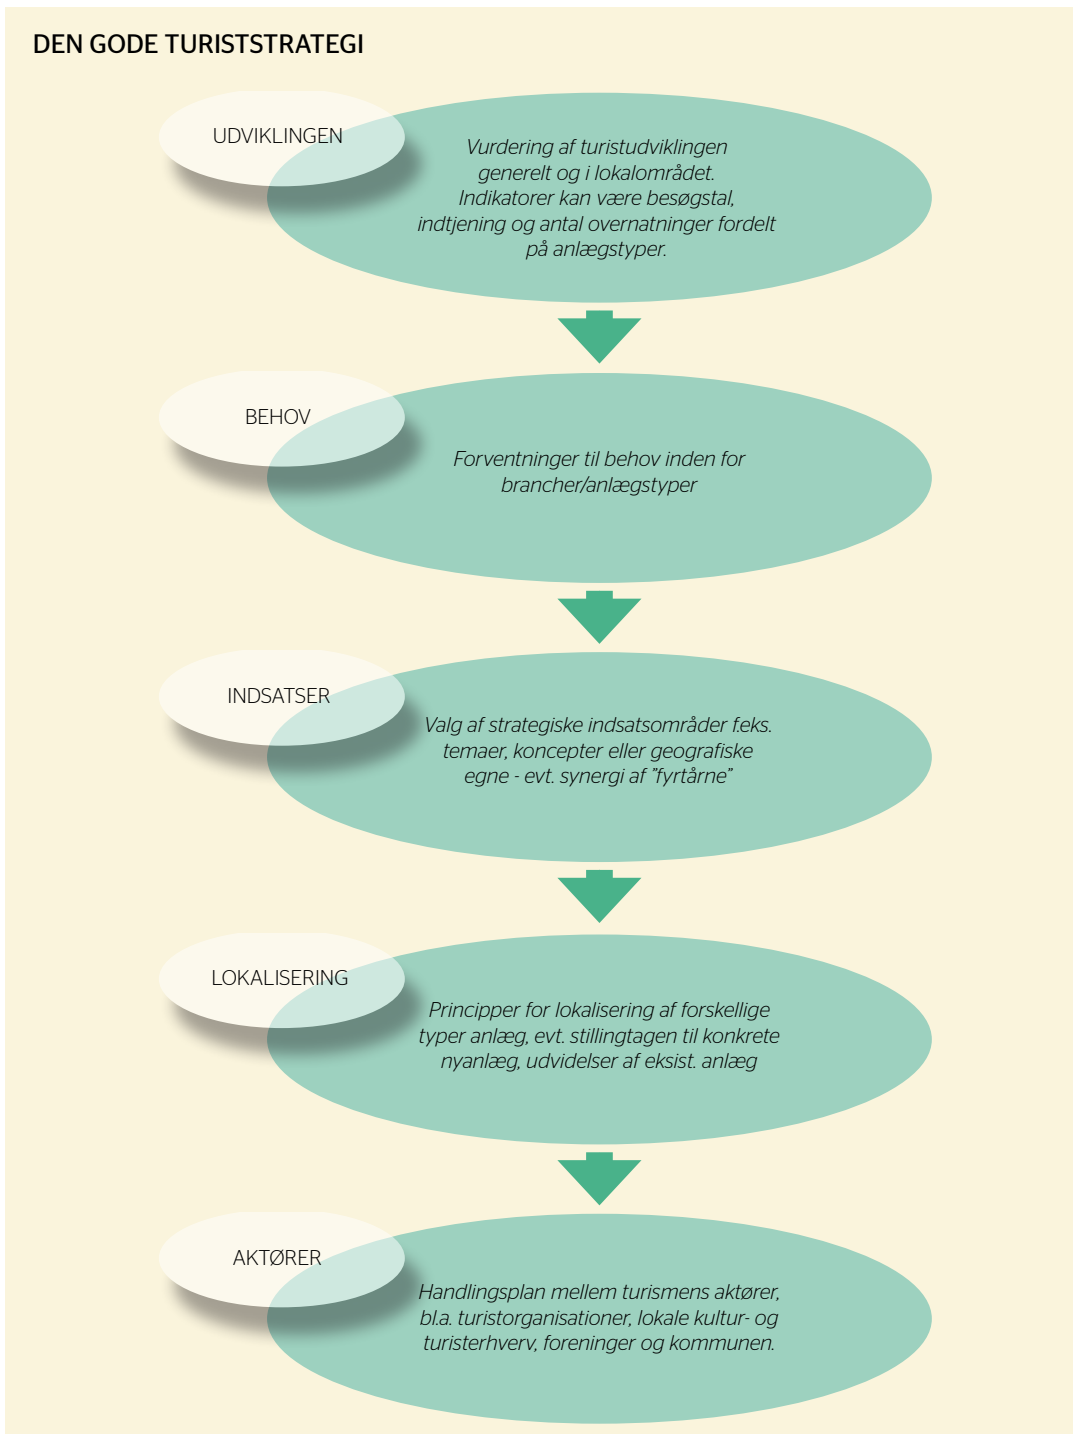 DEN GODE TURISTSTRATEGI
UDVIKLINGEN
Vurdering af turistudviklingen
generelt og i lokalområdet.
Indikatorer kan være besøgstal,
indtjening og antal overnatninger fordelt
på anlægstyper.
BEHOV
Forventninger til behov inden for
brancher/anlægstyper
INDSATSER
Valg af strategiske indsatsområder f.eks.
temaer, koncepter eller geografiske
egne - evt. synergi af ”fyrtårne”
LOKALISERING
Principper for lokalisering af forskellige
typer anlæg, evt. stillingtagen til konkrete
nyanlæg, udvidelser af eksist. anlæg
AKTØRER
Handlingsplan mellem turismens aktører,
bl.a. turistorganisationer, lokale kultur- og
turisterhverv, foreninger og kommunen.